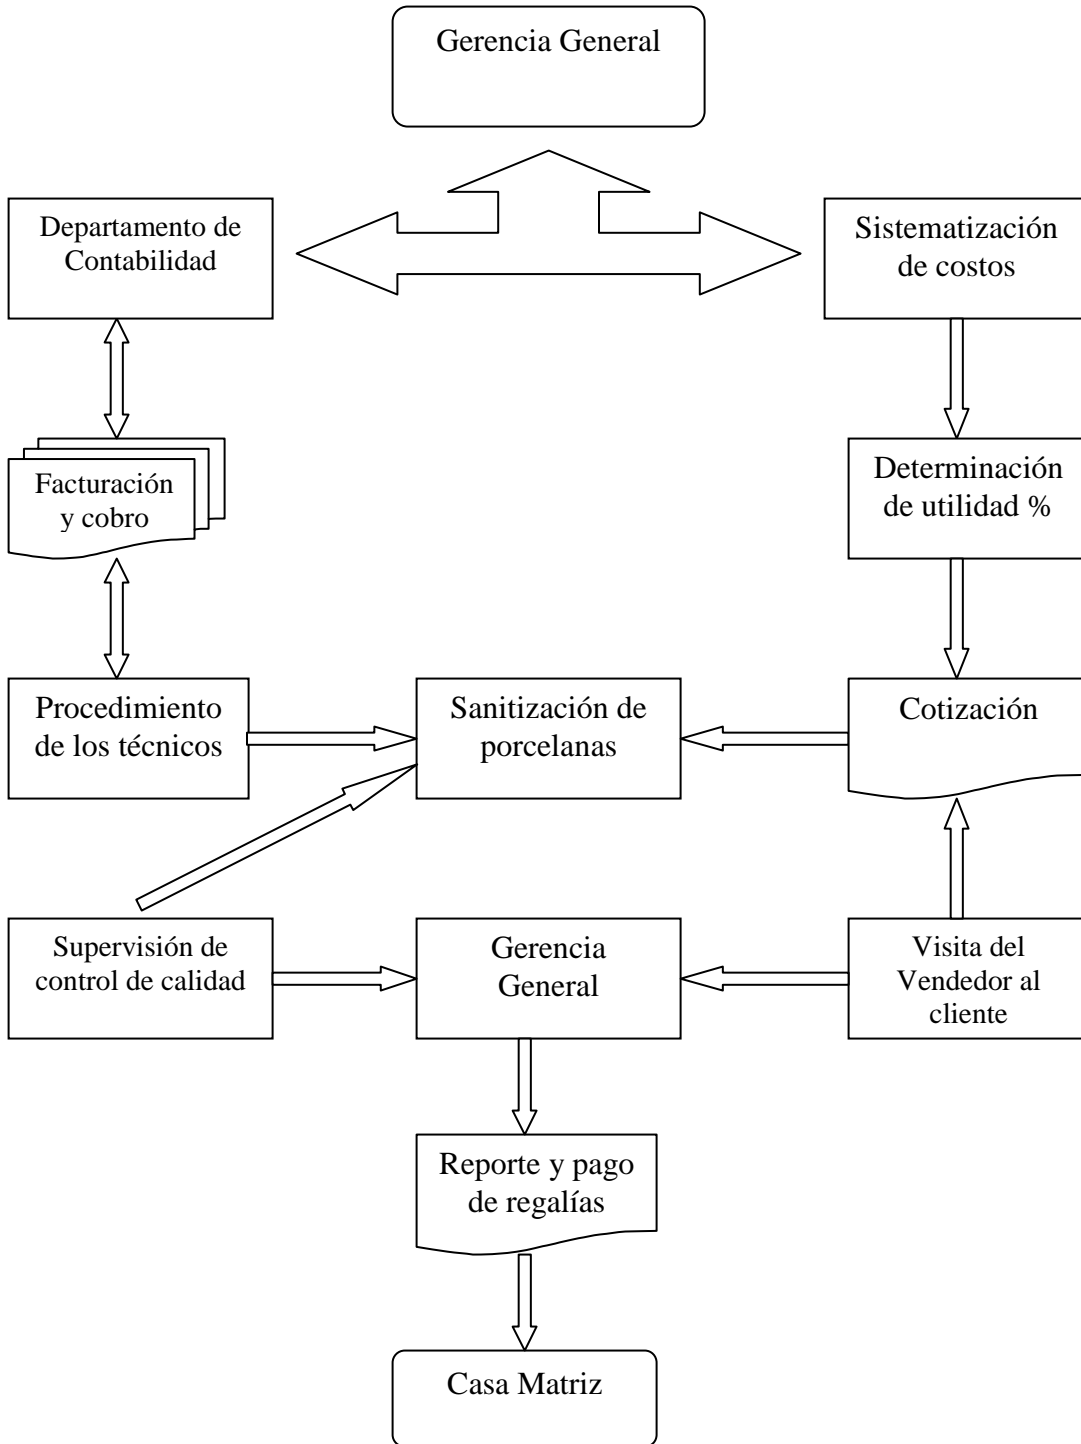 Gerencia General
Departamento de
Contabilidad
Sistematización
de costos
Facturación
y cobro
Determinación
de utilidad %
Procedimiento
de los técnicos
Sanitización de
porcelanas
Cotización
Supervisión de
control de calidad
Gerencia
General
Visita del
Vendedor al
cliente
Reporte y pago
de regalías
Casa Matriz